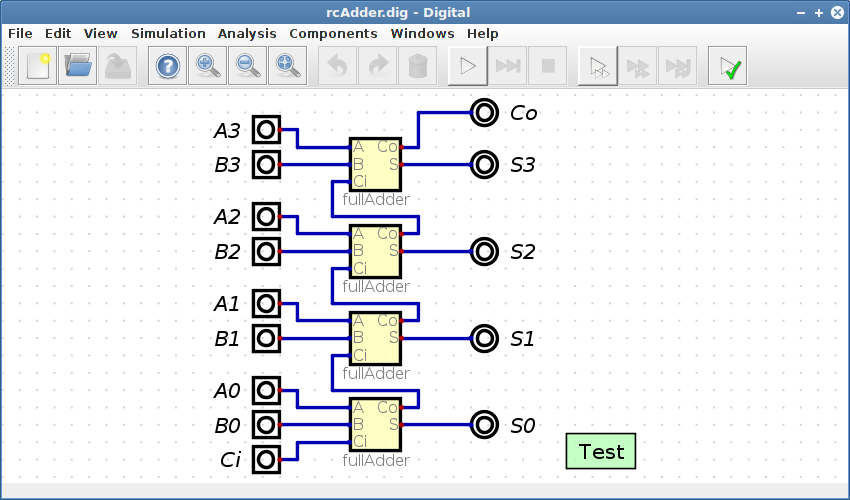 rcAdder.dig - Digital
File Edit View Simulation Analysis Components Windows Help
Co
A3
A Co
B3
B S
S3
Ci
fullAdder
A2
A Co
B2
B S
S2
Ci
fullAdder
A1
A Co
B1
B S
S1
Ci
fullAdder
A0
A Co
B0
B S
S0
Ci
Ci
fullAdder
Test